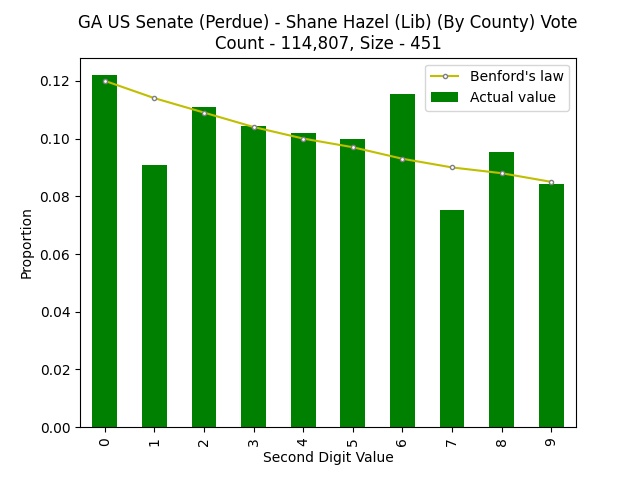 GA US Senate (Perdue) - Shane Hazel (Lib) (By County) Vote
Count - 114,807, Size - 451
Benford's law
Actual value
0.12
0.10
0.08
0.06
0.04
0.02
0.00
Proportion
0 1 2 3 4 5 6 7 8 9
Second Digit Value